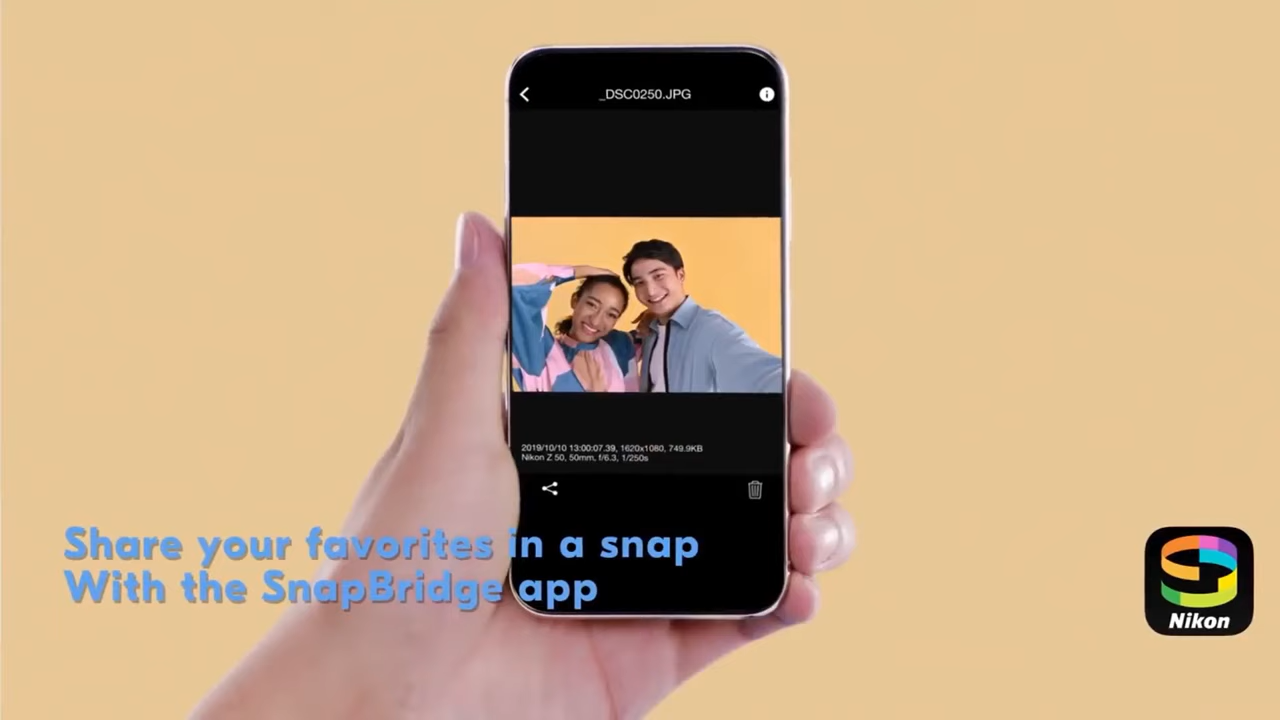 _DSC0250.JPG
2019/10/10 13:00:07.39, 1620x1080, 749.9KB
Nikon Z 50, 50mm, f/6.3, 1/250s
Share your favorites in a snap
With the SnapBridge app
Nikon